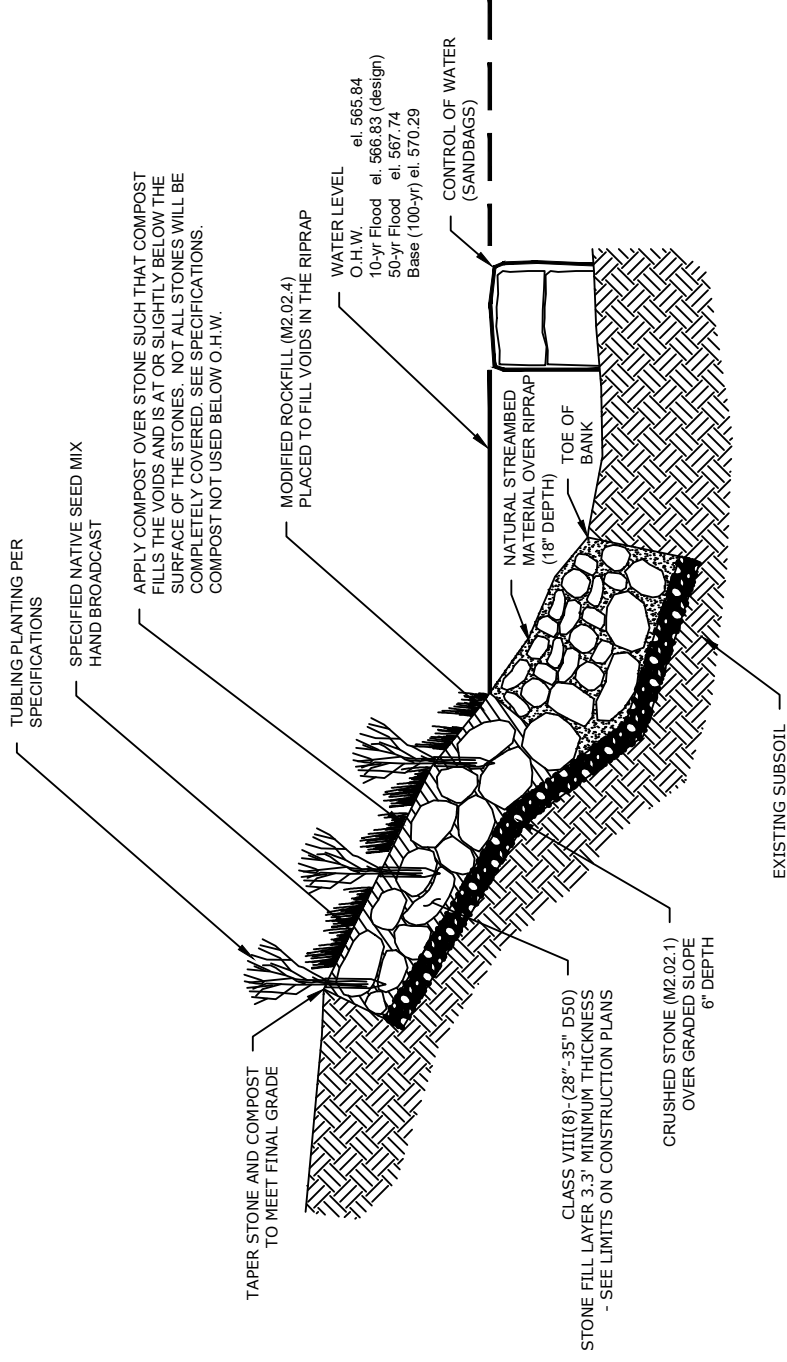 TUBLING PLANTING PER
SPECIFICATIONS
SPECIFIED NATIVE SEED MIX
HAND BROADCAST
APPLY COMPOST OVER STONE SUCH THAT COMPOST
FILLS THE VOIDS AND IS AT OR SLIGHTLY BELOW THE
SURFACE OF THE STONES. NOT ALL STONES WILL BE
COMPLETELY COVERED. SEE SPECIFICATIONS.
COMPOST NOT USED BELOW O.H.W.
MODIFIED ROCKFILL (M2.02.4)
PLACED TO FILL VOIDS IN THE RIPRAP
WATER LEVEL
O.H.W. el. 565.84
10-yr Flood el. 566.83 (design)
50-yr Flood el. 567.74
Base (100-yr) el. 570.29
CONTROL OF WATER
(SANDBAGS)
TAPER STONE AND COMPOST
TO MEET FINAL GRADE
NATURAL STREAMBED
MATERIAL OVER RIPRAP
(18" DEPTH)
TOE OF
BANK
CLASS VIII(8)-(28"-35" D50)
STONE FILL LAYER 3.3' MINIMUM THICKNESS
- SEE LIMITS ON CONSTRUCTION PLANS
CRUSHED STONE (M2.02.1)
OVER GRADED SLOPE
6" DEPTH
EXISTING SUBSOIL